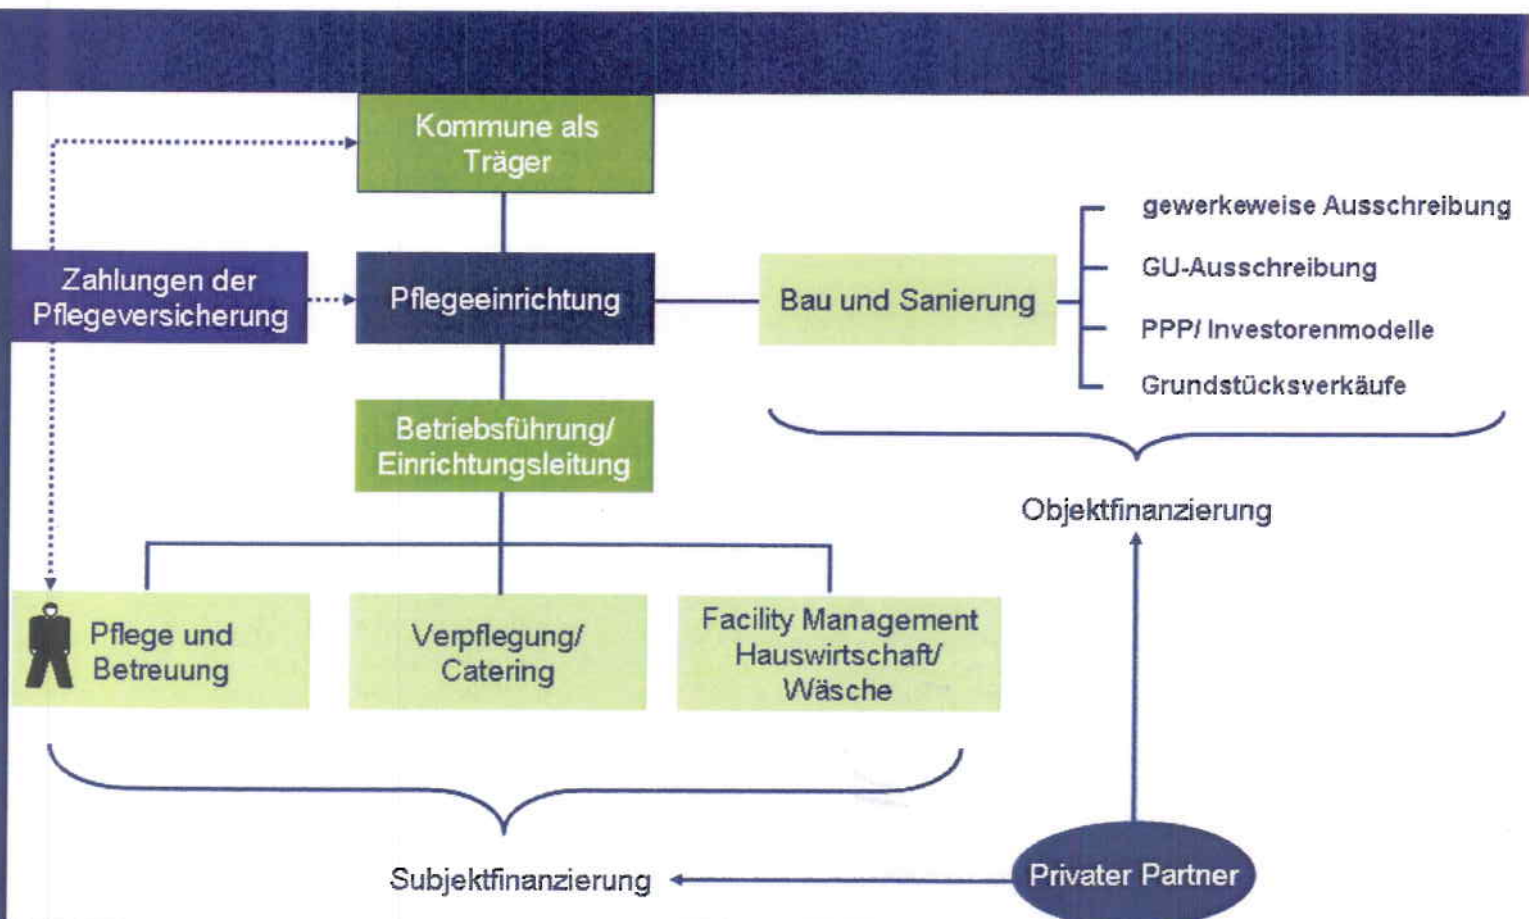 Kommune als
Träger
gewerkeweise Ausschreibung
Zahlungen der
Pflegeversicherung
Pflegeeinrichtung
Bau und Sanierung
GU-Ausschreibung
PPP/ Investorenmodelle
Grundstücksverkäufe
Betriebsführung/
Einrichtungsleitung
Objektfinanzierung
Pflege und
Betreuung
Verpflegung/
Catering
Facility Management
Hauswirtschaft/
Wäsche
Subjektfinanzierung
Privater Partner